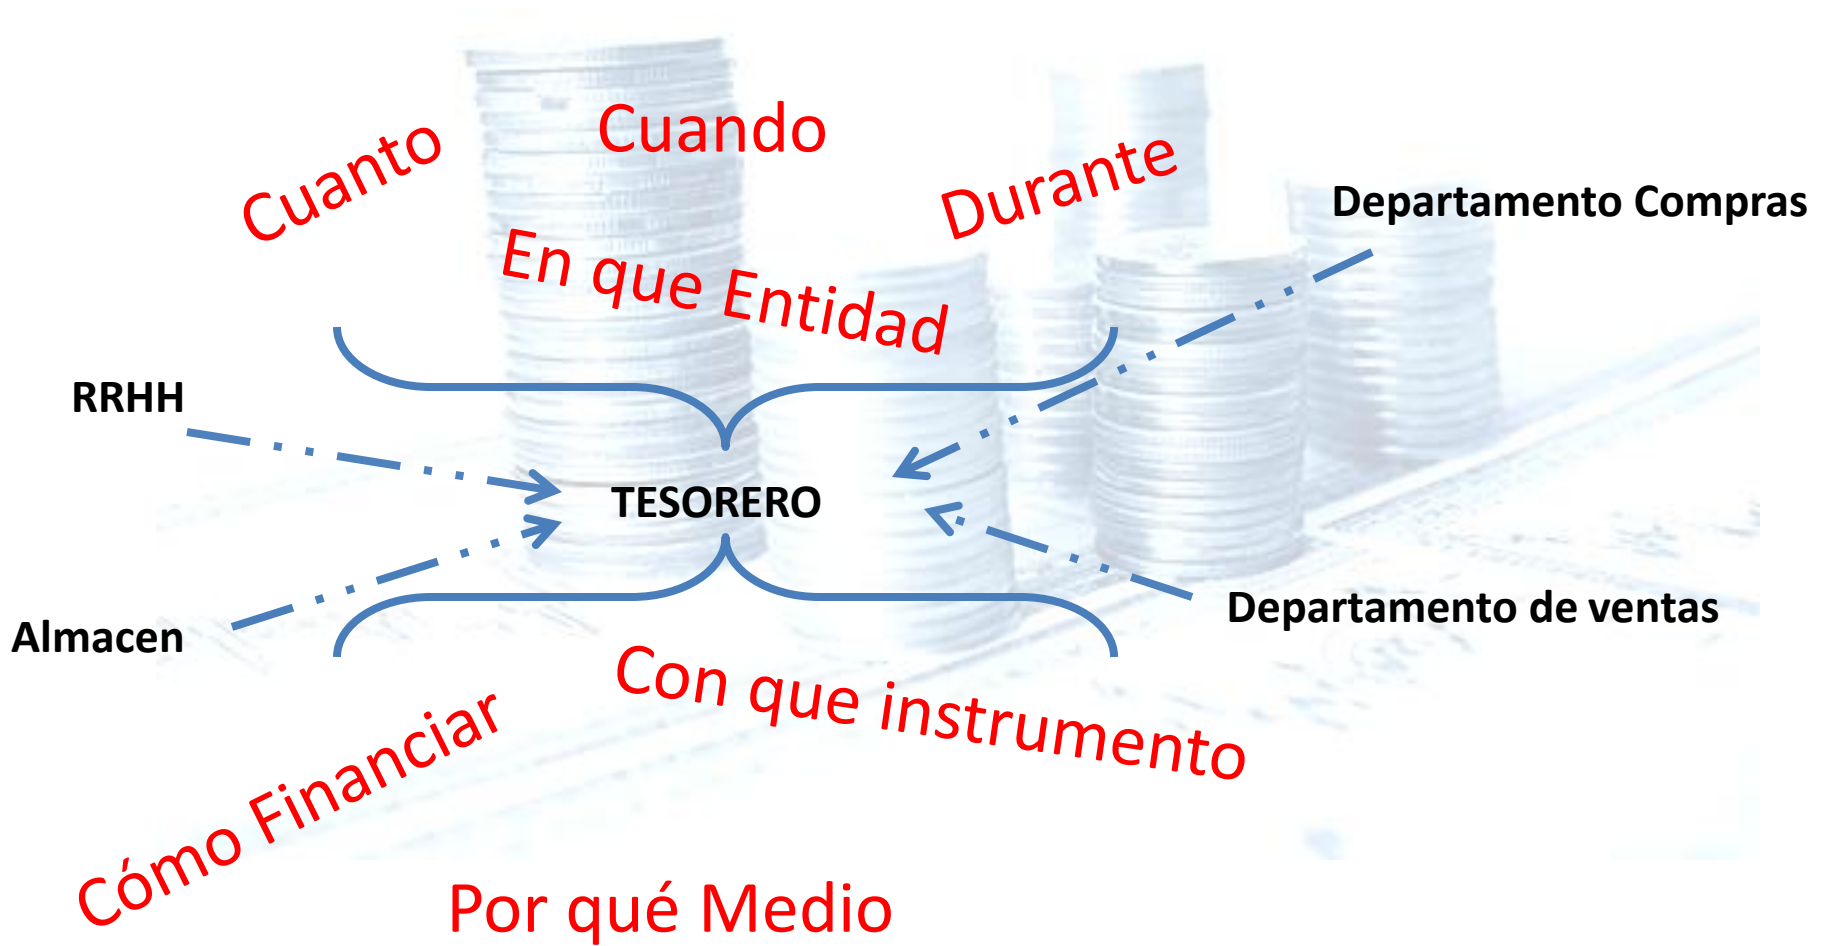 Cuanto
Cuando
Durante
Departamento Compras
En que Entidad
RRHH
TESORERO
Almacen
Departamento de ventas
Con que instrumento
Cómo Financiar
Por qué Medio